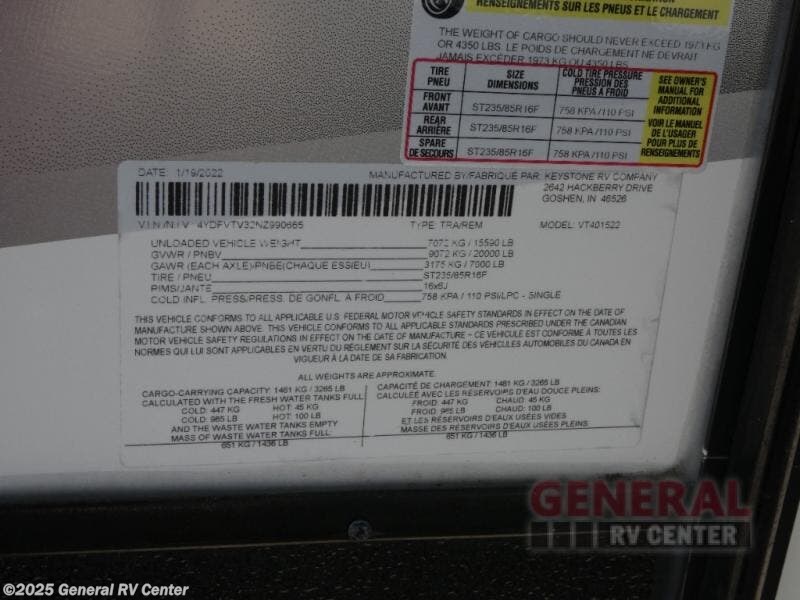 RENSEIGNEMENTS SUR LES PNEUS ET LE CHARGEMENT
THE WEIGHT OF CARGO SHOULD NEVER EXCEED 1973 KG
OR 4350 LBS. LE POIDS DE CHARGEMENT NE DEVRAIT
JAMAIS EXCÉDER 1973 KG OU 4350 LBS
TIRE PNEU SIZE DIMENSIONS COLD TIRE PRESSURE PRESSION DES PNEUS A FROID
FRONT AVANT ST235/85R16F 758 KPA /110 PSI
REAR ARRIÈRE ST235/85R16F 758 KPA /110 PSI
SPARE DE SECOURS ST235/85R16F 758 KPA /110 PSI
SEE OWNER'S
MANUAL FOR
ADDITIONAL
INFORMATION
VOIR LE MANUEL
DE L'USAGER
POUR PLUS DE
RENSEIGNEMENTS
DATE: 1/19/2022 MANUFACTURED BY/FABRIQUE PAR: KEYSTONE RV COMPANY
2642 HACKBERRY DRIVE
GOSHEN, IN 46526
V I N / N I V : 4YDFVTV32NZ990665 TYPE: TRA/REM MODEL: VT401522
UNLOADED VEHICLE WEIGHT 7072 KG / 15590 LB
GVWR / PNBV 9072 KG / 20000 LB
GAWR (EACH AXLE)/PNBE(CHAQUE ESSIEU) 3175 KG / 7000 LB
TIRE / PNEU ST235/85R16F
RIMS/JANTE 16x6J
COLD INFL. PRESS/PRESS. DE GONFL. A FROID 758 KPA / 110 PSI/LPC - SINGLE
THIS VEHICLE CONFORMS TO ALL APPLICABLE U.S. FEDERAL MOTOR VEHICLE SAFETY STANDARDS IN EFFECT ON THE DATE OF
MANUFACTURE SHOWN ABOVE. THIS VEHICLE CONFORMS TO ALL APPLICABLE STANDARDS PRESCRIBED UNDER THE CANADIAN
MOTOR VEHICLE SAFETY REGULATIONS IN EFFECT ON THE DATE OF MANUFACTURE ~ CE VÉHICULE EST CONFORME À TOUTES LES
NORMES QUI LUI SONT APPLICABLES EN VERTU DU RÈGLEMENT SUR LA SÉCURITÉ DES VÉHICULES AUTOMOBILES DU CANADA EN
VIGUEUR À LA DATE DE SA FABRICATION.
ALL WEIGHTS ARE APPROXIMATE.
CARGO-CARRYING CAPACITY: 1481 KG / 3265 LB
CALCULATED WITH THE FRESH WATER TANKS FULL:
COLD: 447 KG HOT: 45 KG
COLD: 985 LB HOT: 100 LB
AND THE WASTE WATER TANKS EMPTY
MASS OF WASTE WATER TANKS FULL:
651 KG / 1436 LB
CAPACITÉ DE CHARGEMENT: 1481 KG / 3265 LB
CALCULÉE AVEC LES RÉSERVOIRS D'EAU DOUCE PLEINS:
FROID: 447 KG CHAUD: 45 KG
FROID: 985 LB CHAUD: 100 LB
ET LES RÉSERVOIRS D'EAUX USÉES VIDES
MASSE DES RÉSERVOIRS D'EAUX USÉES PLEINS:
651 KG / 1436 LB
GENERAL
RV CENTER
©2025 General RV Center